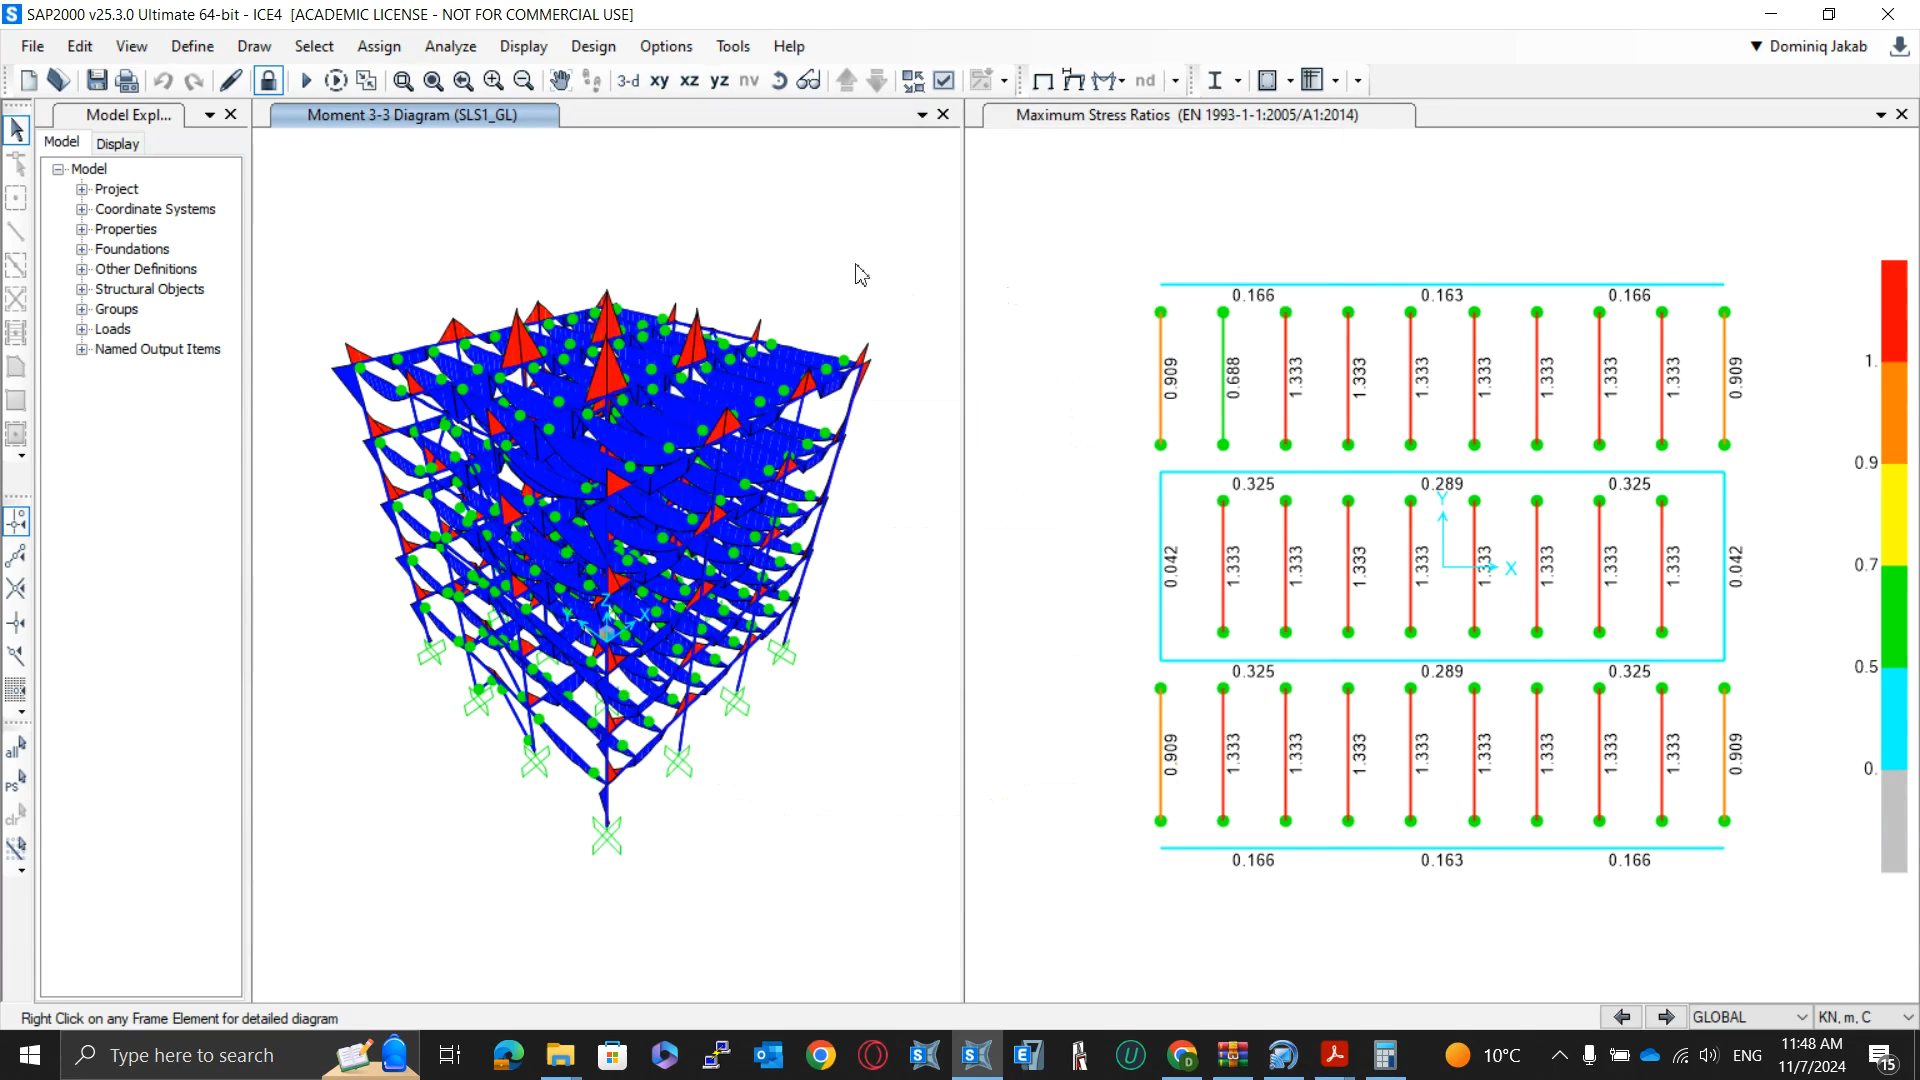 SAP2000 v25.3.0 Ultimate 64-bit - ICE4  [ACADEMIC LICENSE - NOT FOR COMMERCIAL USE]
File Edit View Define Draw Select Assign Analyze Display Design Options Tools Help
Dominiq Jakab
3-d xy xz yz nv nd
Model Expl...
Moment 3-3 Diagram (SLS1_GL)
Maximum Stress Ratios  (EN 1993-1-1:2005/A1:2014)
Model Display
Model
Project
Coordinate Systems
Properties
Foundations
Other Definitions
Structural Objects
Groups
Loads
Named Output Items
all
PS
clr
Z
Y X
0.166 0.163 0.166
0.909 0.688 1.333 1.333 1.333 1.333 1.333 1.333 1.333 0.909
0.325 0.289 0.325
Y
X
0.042 1.333 1.333 1.333 1.333 1.333 1.333 1.333 1.333 0.042
0.325 0.289 0.325
0.909 1.333 1.333 1.333 1.333 1.333 1.333 1.333 1.333 0.909
0.166 0.163 0.166
1.
0.9
0.7
0.5
0.
Right Click on any Frame Element for detailed diagram
GLOBAL
KN, m, C
Type here to search
10°C
ENG
11:48 AM
11/7/2024
15